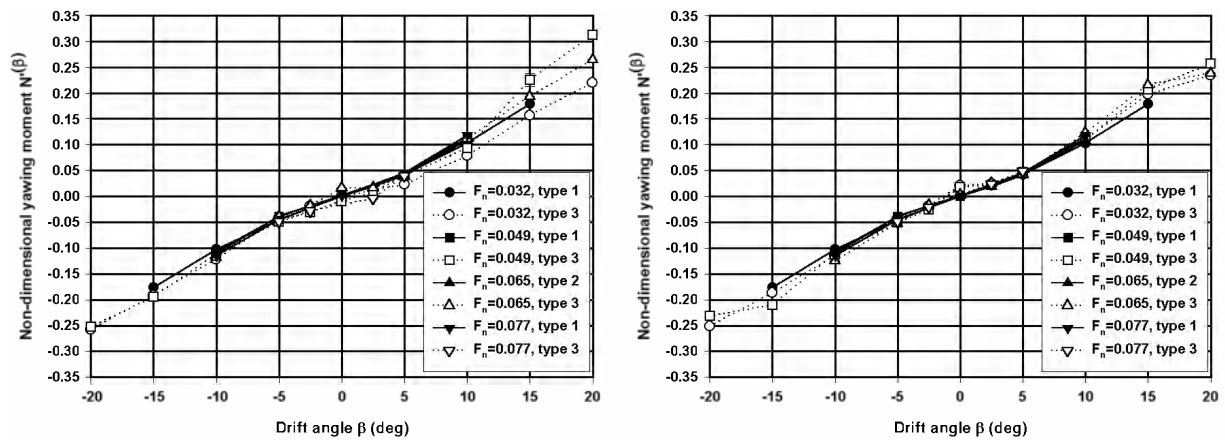 Non-dimensional yawing moment N'(β)
0.35
0.30
0.25
0.20
0.15
0.10
0.05
0.00
-0.05
-0.10
-0.15
-0.20
-0.25
-0.30
-0.35
-20 -15 -10 -5 0 5 10 15 20
Drift angle β (deg)
Fn=0.032, type 1
Fn=0.032, type 3
Fn=0.049, type 1
Fn=0.049, type 3
Fn=0.065, type 2
Fn=0.065, type 3
Fn=0.077, type 1
Fn=0.077, type 3
Non-dimensional yawing moment N'(β)
0.35
0.30
0.25
0.20
0.15
0.10
0.05
0.00
-0.05
-0.10
-0.15
-0.20
-0.25
-0.30
-0.35
-20 -15 -10 -5 0 5 10 15 20
Drift angle β (deg)
Fn=0.032, type 1
Fn=0.032, type 3
Fn=0.049, type 1
Fn=0.049, type 3
Fn=0.065, type 2
Fn=0.065, type 3
Fn=0.077, type 1
Fn=0.077, type 3